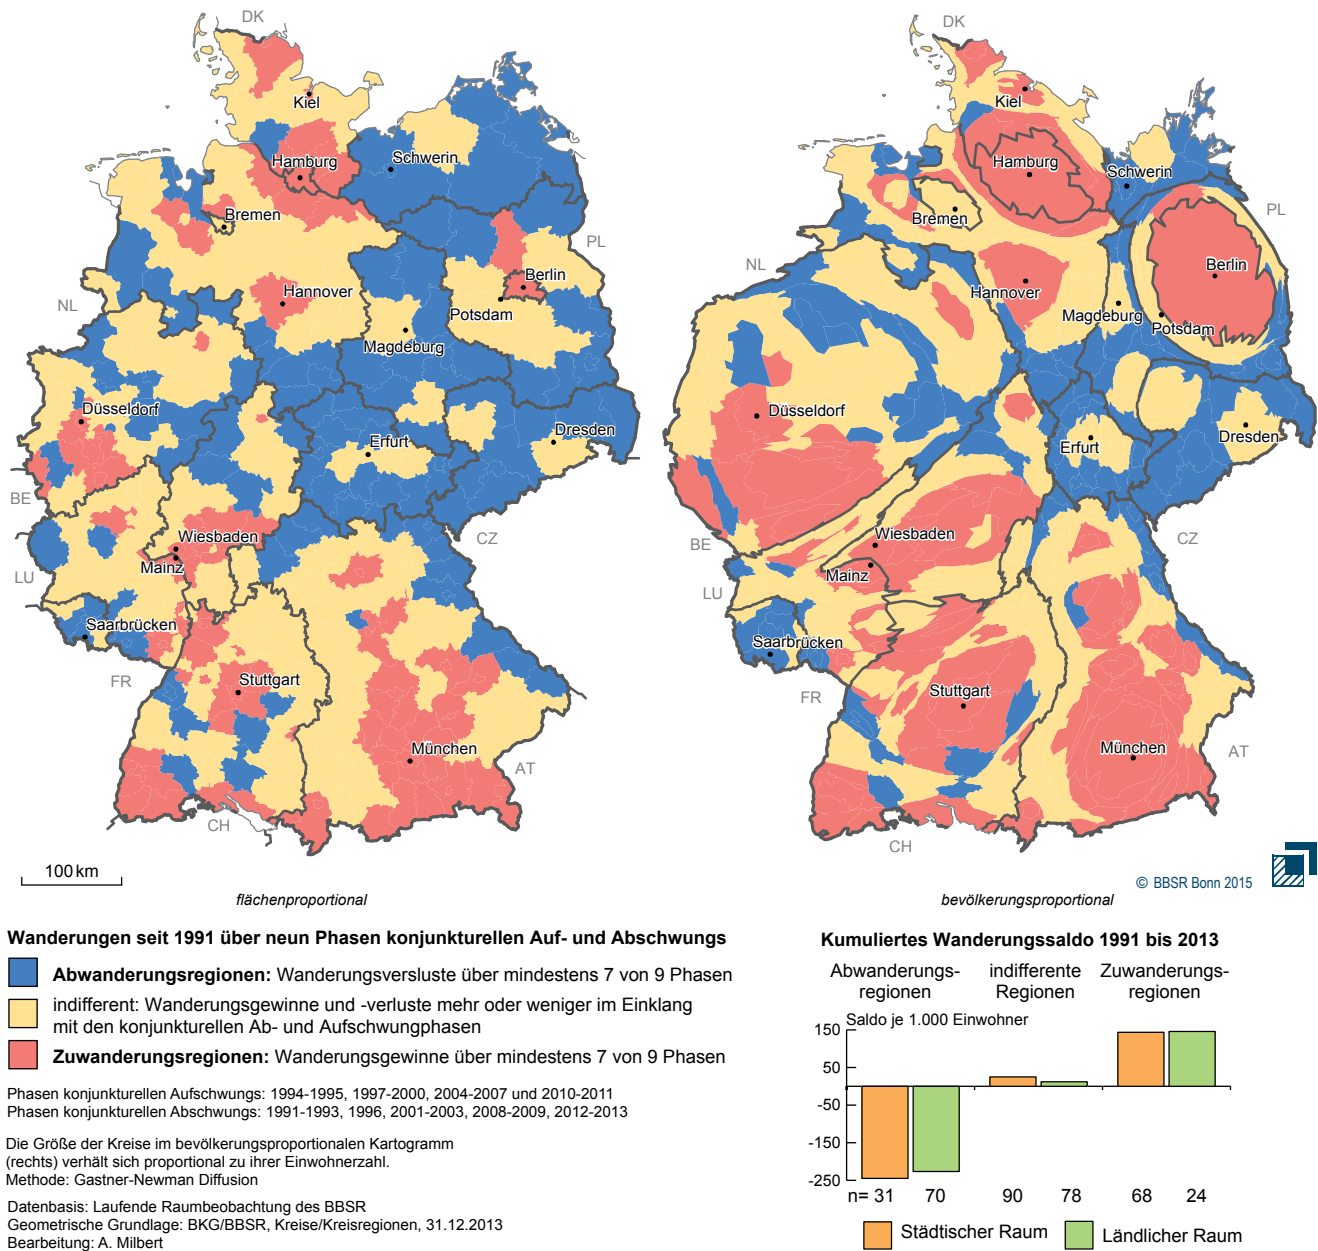 DK
Kiel
Hamburg
Schwerin
Bremen
PL
Berlin
NL
Hannover
Potsdam
Magdeburg
Düsseldorf
Erfurt
Dresden
BE
Wiesbaden
CZ
Mainz
LU
Saarbrücken
FR
Stuttgart
München
AT
CH
100 km
flächenproportional
DK
Kiel
Hamburg
Schwerin
Bremen
PL
NL
Berlin
Hannover
Magdeburg
Potsdam
Düsseldorf
Erfurt
Dresden
BE
Wiesbaden
CZ
Mainz
LU
Saarbrücken
FR
Stuttgart
München
AT
CH
© BBSR Bonn 2015
bevölkerungsproportional
Wanderungen seit 1991 über neun Phasen konjunkturellen Auf- und Abschwungs
Abwanderungsregionen: Wanderungsversluste über mindestens 7 von 9 Phasen
indifferent: Wanderungsgewinne und -verluste mehr oder weniger im Einklang
mit den konjunkturellen Ab- und Aufschwungphasen
Zuwanderungsregionen: Wanderungsgewinne über mindestens 7 von 9 Phasen
Phasen konjunkturellen Aufschwungs: 1994-1995, 1997-2000, 2004-2007 und 2010-2011
Phasen konjunkturellen Abschwungs: 1991-1993, 1996, 2001-2003, 2008-2009, 2012-2013
Die Größe der Kreise im bevölkerungsproportionalen Kartogramm
(rechts) verhält sich proportional zu ihrer Einwohnerzahl.
Methode: Gastner-Newman Diffusion
Datenbasis: Laufende Raumbeobachtung des BBSR
Geometrische Grundlage: BKG/BBSR, Kreise/Kreisregionen, 31.12.2013
Bearbeitung: A. Milbert
Kumuliertes Wanderungssaldo 1991 bis 2013
Abwanderungs- indifferente Zuwanderungs-
regionen Regionen regionen
Saldo je 1.000 Einwohner
150
50
-50
-150
-250
n= 31 70 90 78 68 24
Städtischer Raum Ländlicher Raum